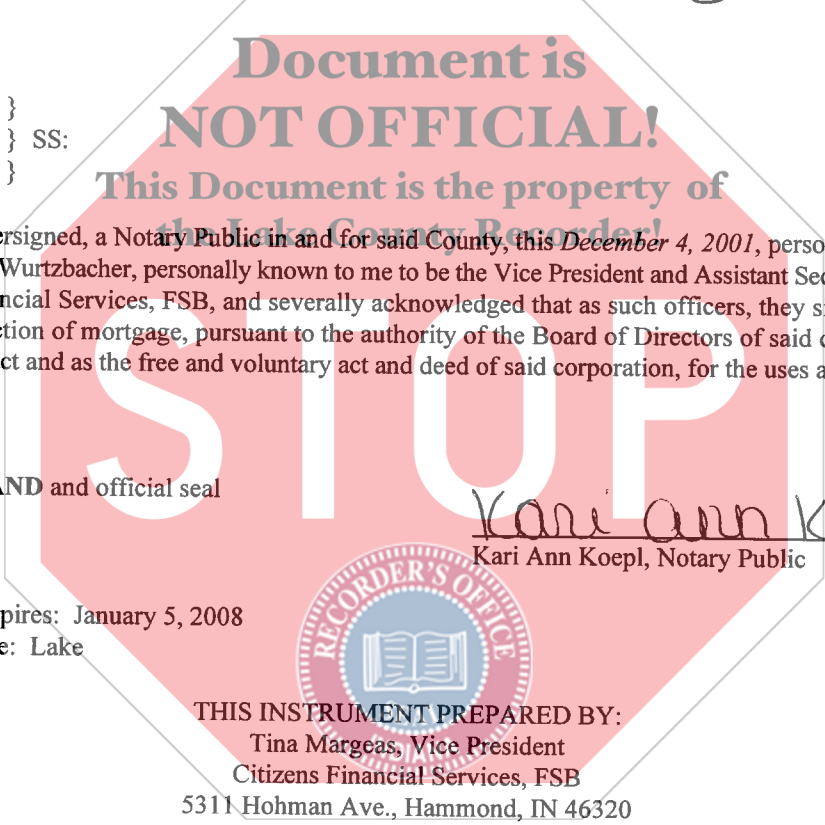 Document is
NOT OFFICIAL!
This Document is the property of
the Lake County Recorder!
}
} SS:
}
ersigned, a Notary Public in and for said County, this December 4, 2001, perso
Wurtzbacher, personally known to me to be the Vice President and Assistant Sec
ncial Services, FSB, and severally acknowledged that as such officers, they s
ction of mortgage, pursuant to the authority of the Board of Directors of said c
ct and as the free and voluntary act and deed of said corporation, for the uses a
STOP
AND and official seal
Kari Ann K
Kari Ann Koepl, Notary Public
RECORDER'S OFFICE
pires: January 5, 2008
e: Lake
THIS INSTRUMENT PREPARED BY:
Tina Margeas, Vice President
Citizens Financial Services, FSB
5311 Hohman Ave., Hammond, IN 46320